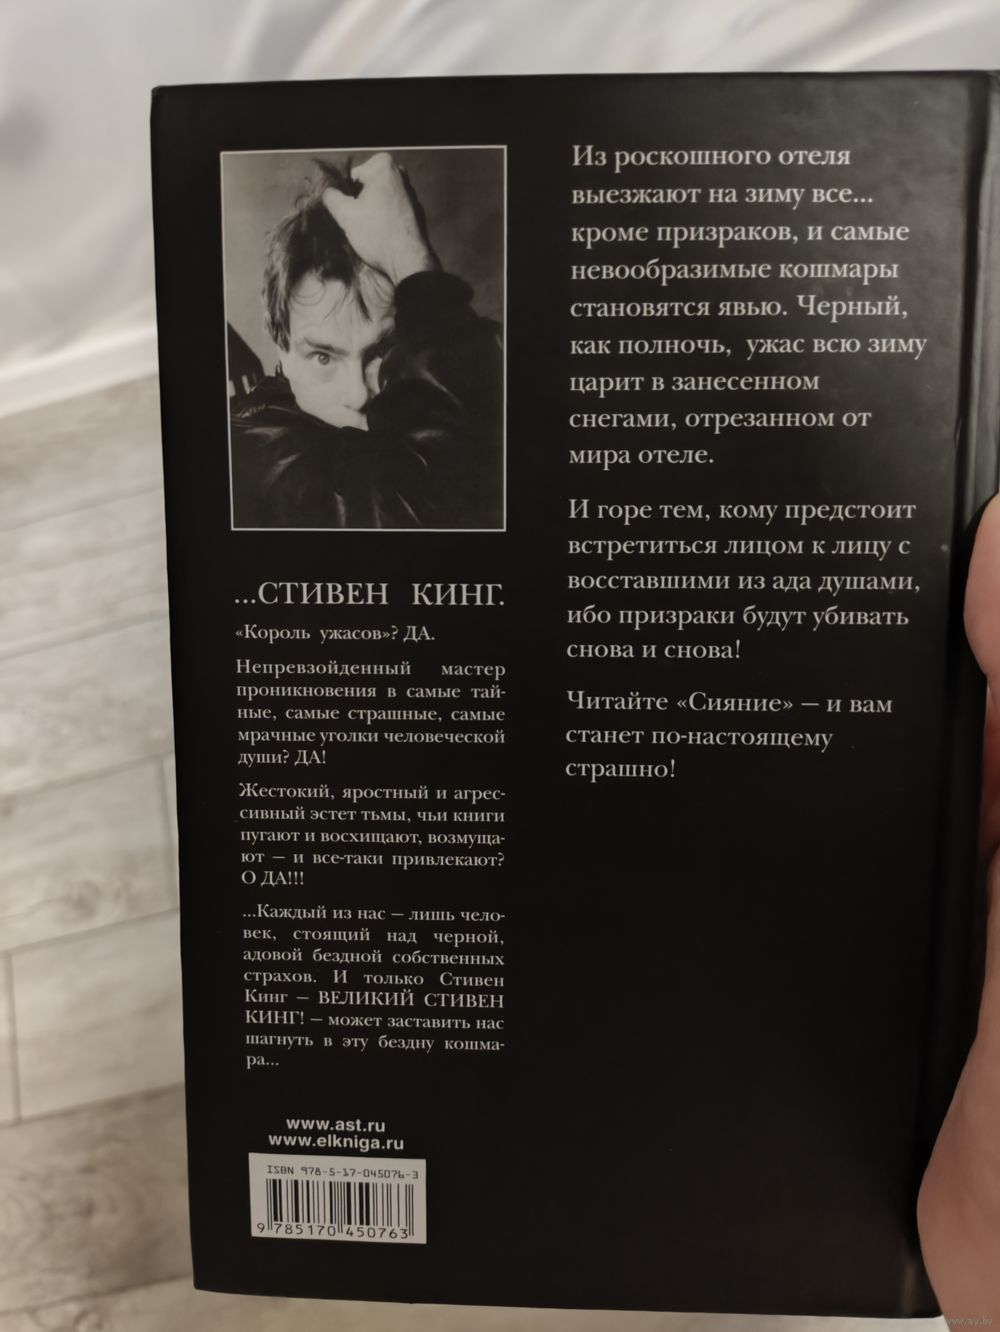 ...СТИВЕН КИНГ.
«Король ужасов»? ДА.
Непревзойденный мастер
проникновения в самые тай-
ные, самые страшные, самые
мрачные уголки человеческой
души? ДА!
Жестокий, яростный и агрес-
сивный эстет тьмы, чьи книги
пугают и восхищают, возмуща-
ют — и все-таки привлекают?
О ДА!!!
...Каждый из нас — лишь чело-
век, стоящий над черной,
адовой бездной собственных
страхов. И только Стивен
Кинг — ВЕЛИКИЙ СТИВЕН
КИНГ! — может заставить нас
шагнуть в эту бездну кошма-
ра...
www.ast.ru
www.elkniga.ru
ISBN 978-5-17-045076-3
9 785170 450763
Из роскошного отеля
выезжают на зиму все...
кроме призраков, и самые
невообразимые кошмары
становятся явью. Черный,
как полночь, ужас всю зиму
царит в занесенном
снегами, отрезанном от
мира отеле.
И горе тем, кому предстоит
встретиться лицом к лицу с
восставшими из ада душами,
ибо призраки будут убивать
снова и снова!
Читайте «Сияние» — и вам
станет по-настоящему
страшно!
www.ay.by